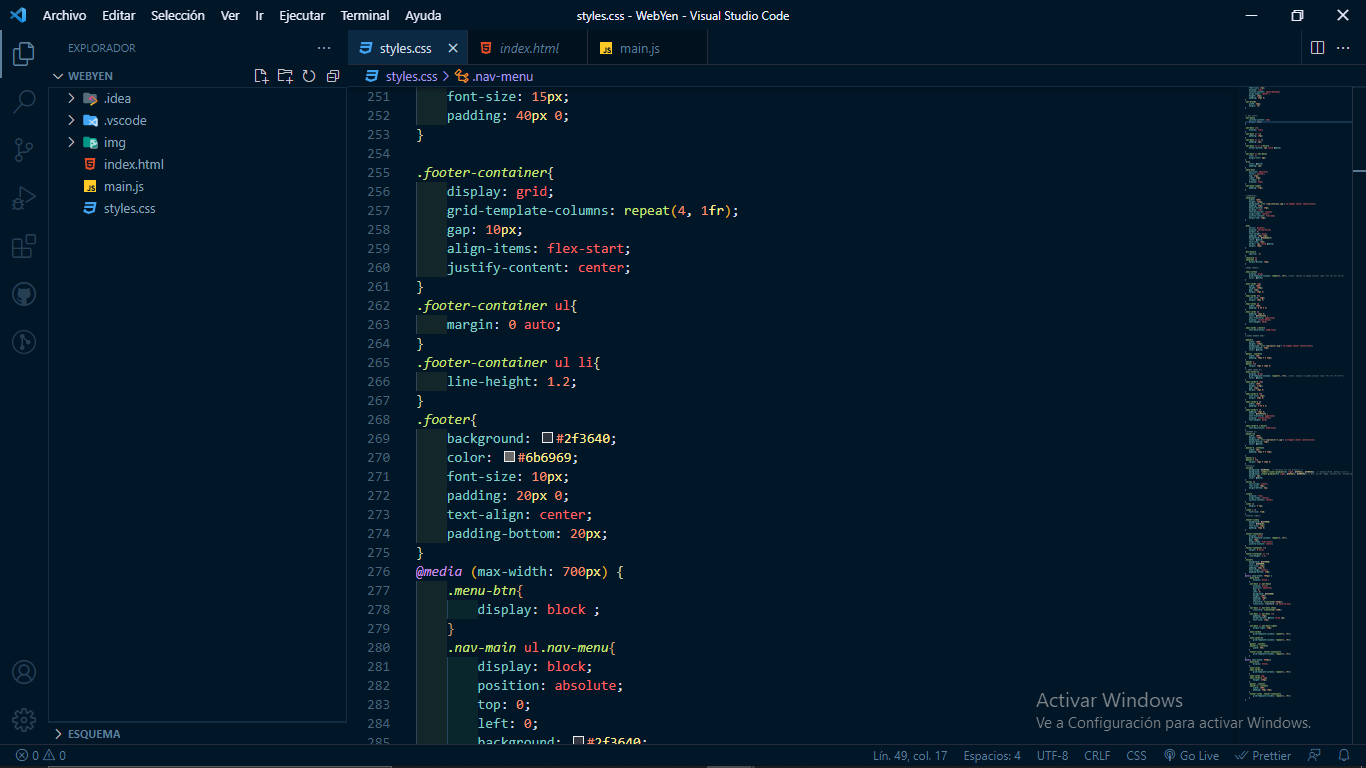 Archivo Editar Selección Ver Ir Ejecutar Terminal Ayuda
styles.css - WebYen - Visual Studio Code
EXPLORADOR
WEBYEN
.idea
.vscode
img
index.html
main.js
styles.css
ESQUEMA
styles.css index.html JS main.js
styles.css > .nav-menu
251 font-size: 15px;
252 padding: 40px 0;
253 }
254
255 .footer-container{
256 display: grid;
257 grid-template-columns: repeat(4, 1fr);
258 gap: 10px;
259 align-items: flex-start;
260 justify-content: center;
261 }
262 .footer-container ul{
263 margin: 0 auto;
264 }
265 .footer-container ul li{
266 line-height: 1.2;
267 }
268 .footer{
269 background: #2f3640;
270 color: #6b6969;
271 font-size: 10px;
272 padding: 20px 0;
273 text-align: center;
274 padding-bottom: 20px;
275 }
276 @media (max-width: 700px) {
277 .menu-btn{
278 display: block ;
279 }
280 .nav-main ul.nav-menu{
281 display: block;
282 position: absolute;
283 top: 0;
284 left: 0;
285 background: #2f3640;
Activar Windows
Ve a Configuración para activar Windows.
0 0 Lín. 49, col. 17 Espacios: 4 UTF-8 CRLF CSS Go Live Prettier